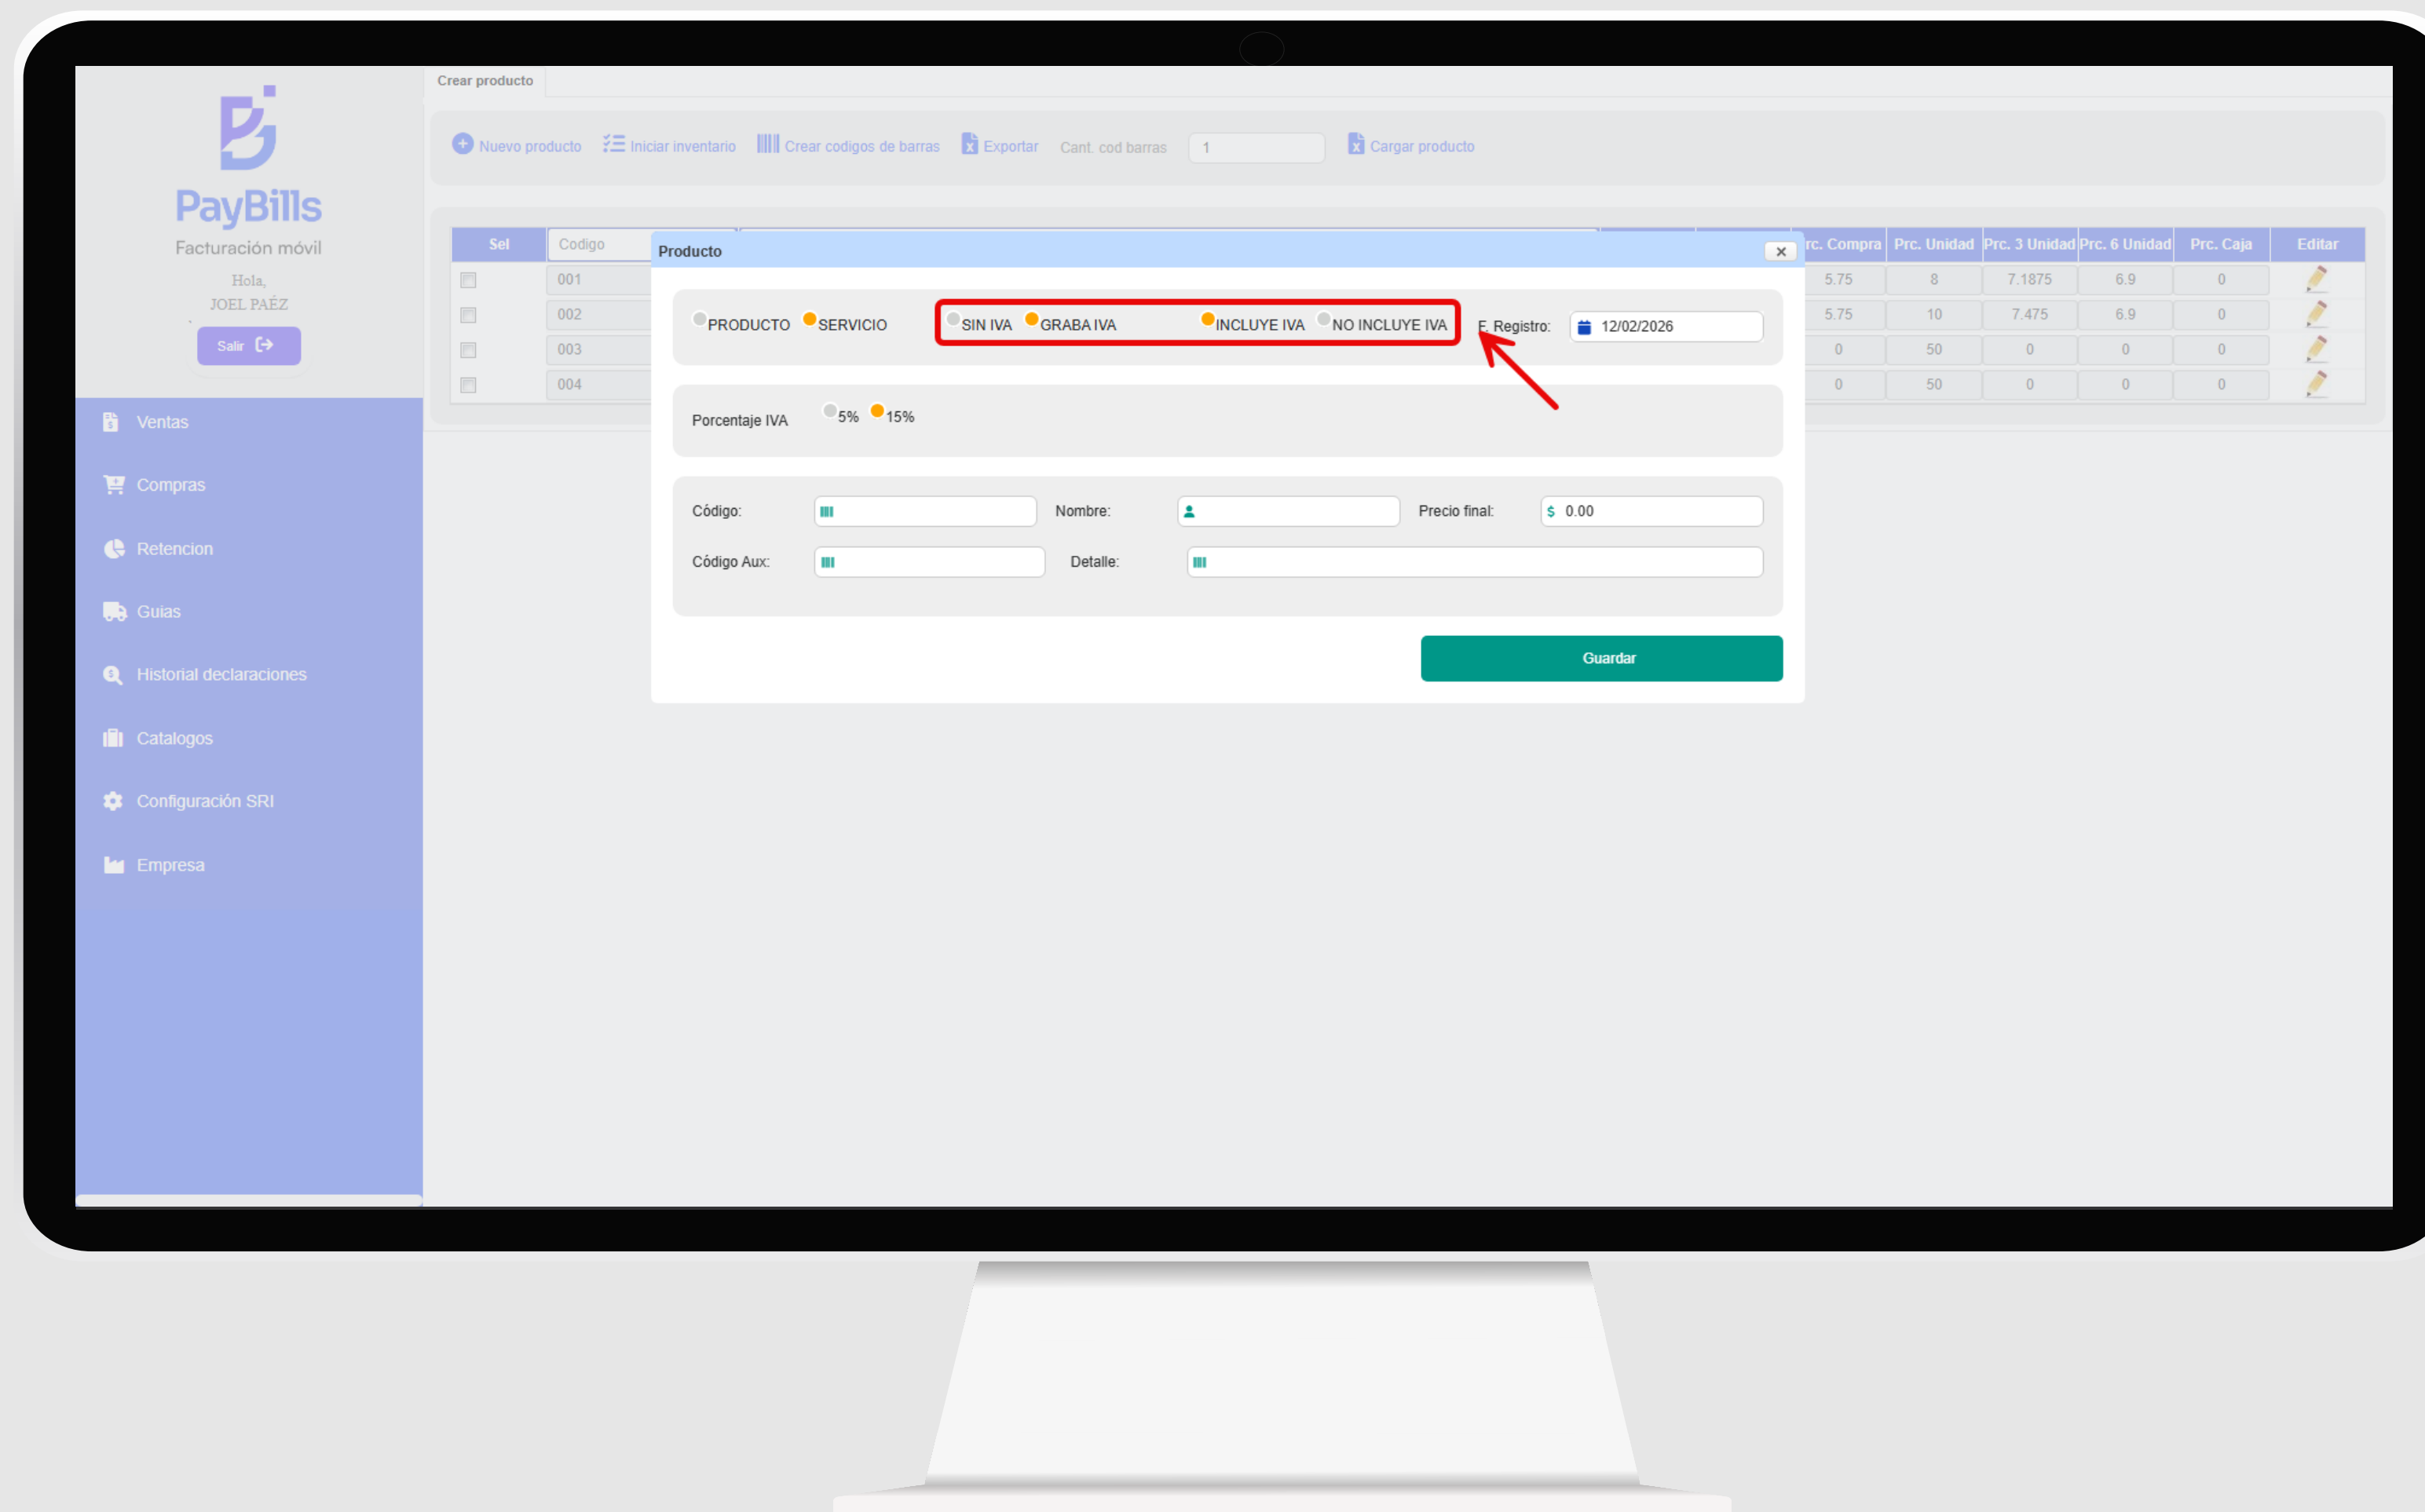 Crear producto
Nuevo producto Iniciar inventario Crear codigos de barras Exportar Cant. cod barras 1 Cargar producto
PayBills
Facturación móvil
Hola,
JOEL PAÉZ
Salir
Ventas
Compras
Retencion
Guias
Historial declaraciones
Catalogos
Configuración SRI
Empresa
Sel Codigo rc. Compra Prc. Unidad Prc. 3 Unidad Prc. 6 Unidad Prc. Caja Editar
001 5.75 8 7.1875 6.9 0
002 5.75 10 7.475 6.9 0
003 0 50 0 0 0
004 0 50 0 0 0
Producto
PRODUCTO SERVICIO SIN IVA GRABA IVA INCLUYE IVA NO INCLUYE IVA F. Registro: 12/02/2026
Porcentaje IVA 5% 15%
Código: Nombre: Precio final: $ 0.00
Código Aux: Detalle:
Guardar